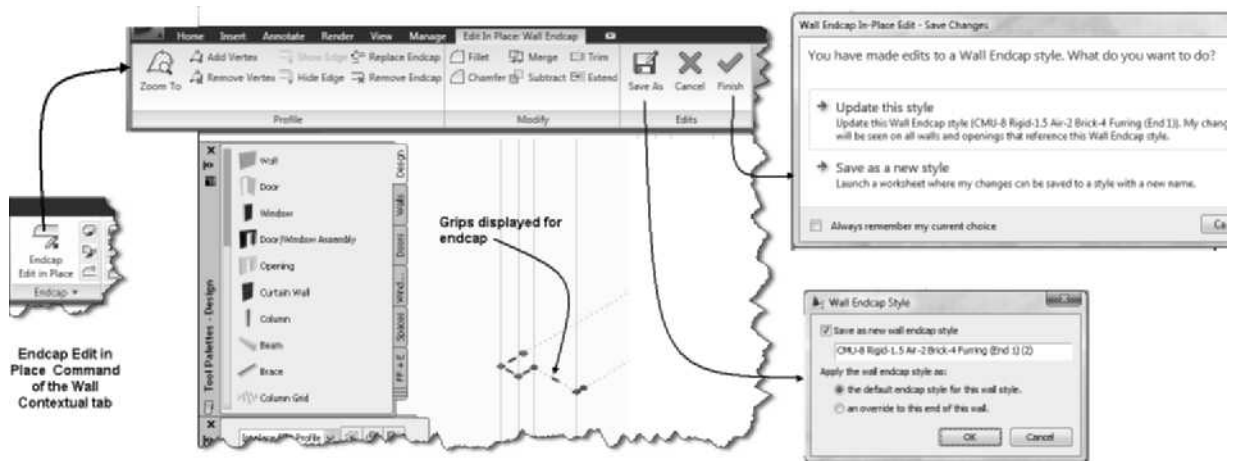 Home Insert Annotate Render View Manage Edit In Place: Wall Endcap
Zoom To
Add Vertex Show Edge Replace Endcap
Remove Vertex Hide Edge Remove Endcap
Fillet Merge Trim
Chamfer Subtract Extend
Save As Cancel Finish
Profile Modify Edits
Wall Endcap In-Place Edit - Save Changes
You have made edits to a Wall Endcap style. What do you want to do?
Update this style
Update this Wall Endcap style (CMU-8 Rigid-1.5 Air-2 Brick-4 Furring (End 1)). My chang
will be seen on all walls and openings that reference this Wall Endcap style.
Save as a new style
Launch a worksheet where my changes can be saved to a style with a new name.
Always remember my current choice
Ca
Endcap
Edit in Place
Endcap
Endcap Edit in
Place Command
of the Wall
Contextual tab
Tool Palettes - Design
Wall
Door
Window
Door/Window Assembly
Opening
Curtain Wall
Column
Beam
Brace
Column Grid
Design
Walls
Doors
Wind...
Spaces
FP + E
Grips displayed for
endcap
Wall Endcap Style
Save as new wall endcap style
CMU-8 Rigid-1.5 Air-2 Brick-4 Furring (End 1) (2)
Apply the wall endcap style as:
the default endcap style for this wall style.
an override to this end of this wall.
OK Cancel